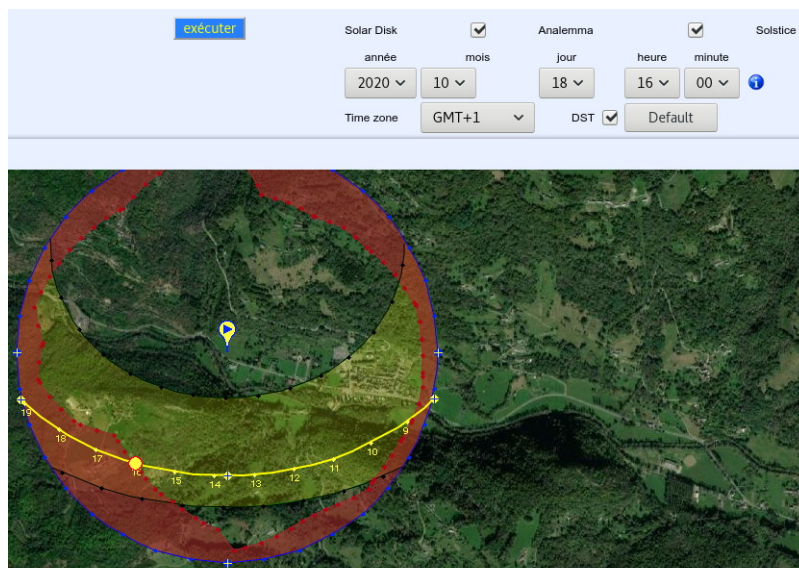 exécuter Solar Disk Analemma Solstice
année mois jour heure minute
2020 10 18 16 00
Time zone GMT+1 DST Default
19
18
17
16
15
14
13
12
11
10
9